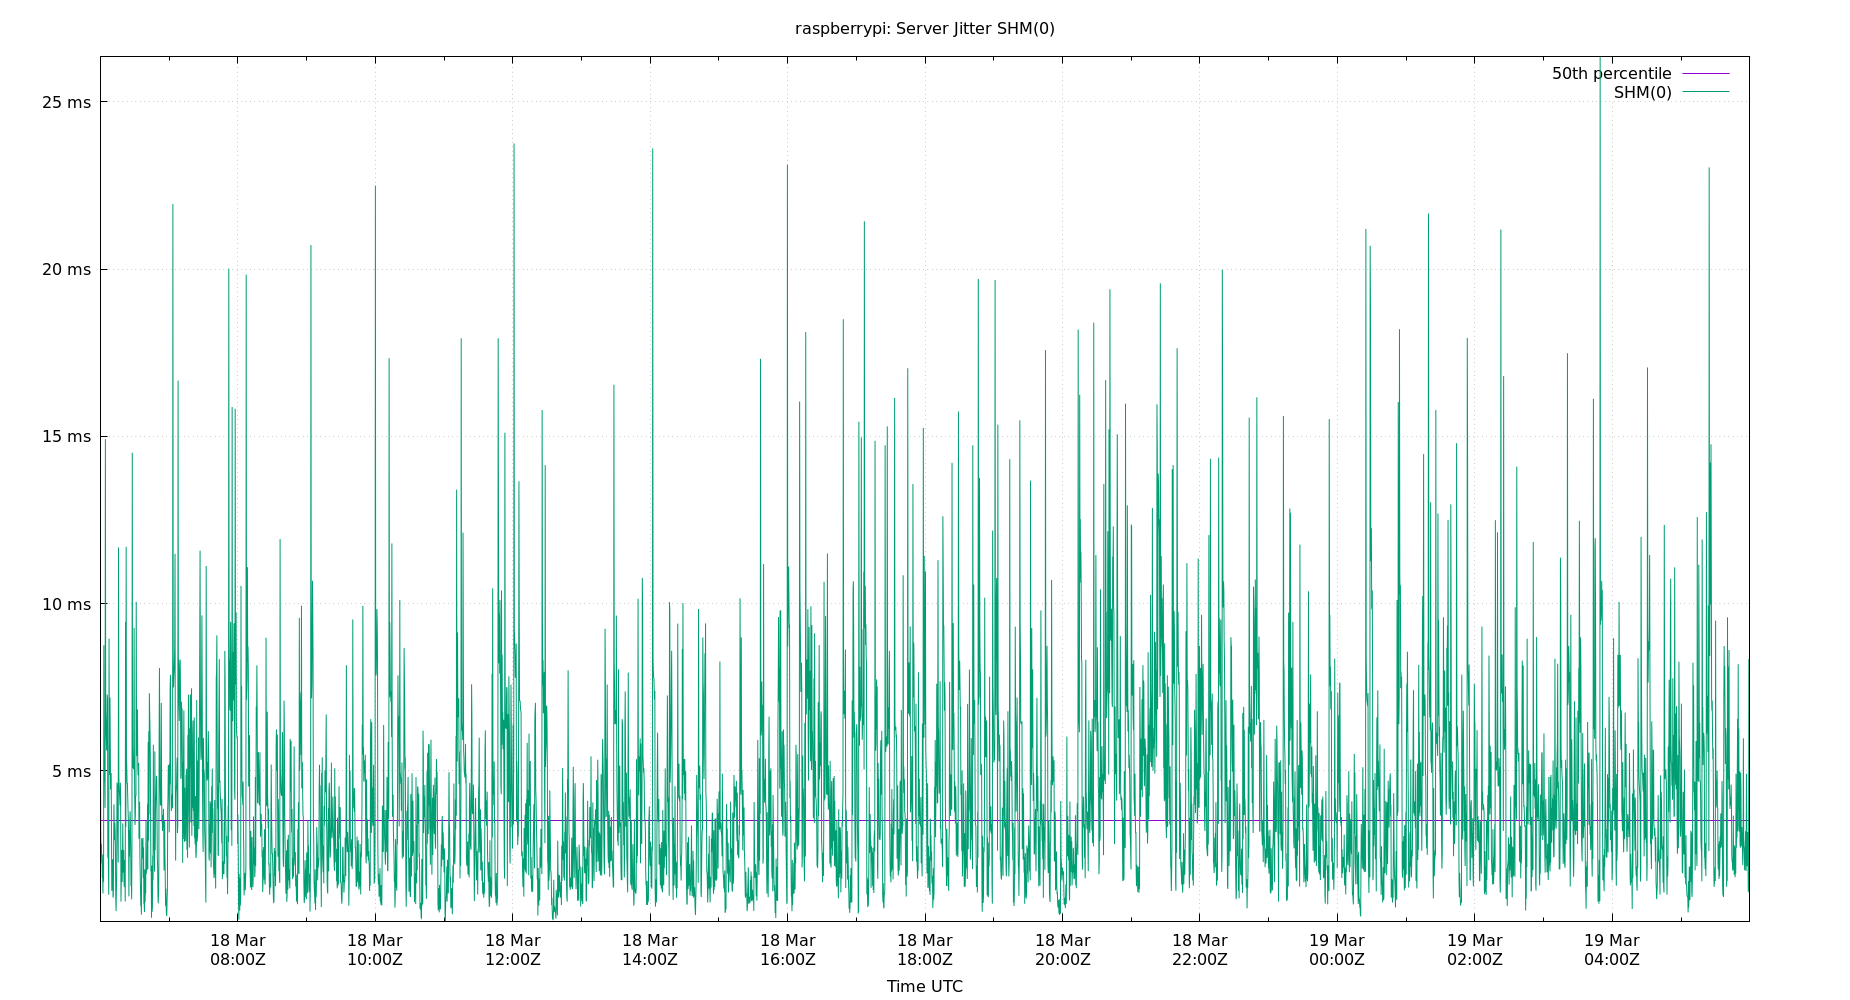 raspberrypi: Server Jitter SHM(0)
50th percentile
SHM(0)
25 ms
20 ms
15 ms
10 ms
5 ms
18 Mar 18 Mar 18 Mar 18 Mar 18 Mar 18 Mar 18 Mar 18 Mar 19 Mar 19 Mar 19 Mar
08:00Z 10:00Z 12:00Z 14:00Z 16:00Z 18:00Z 20:00Z 22:00Z 00:00Z 02:00Z 04:00Z
Time UTC